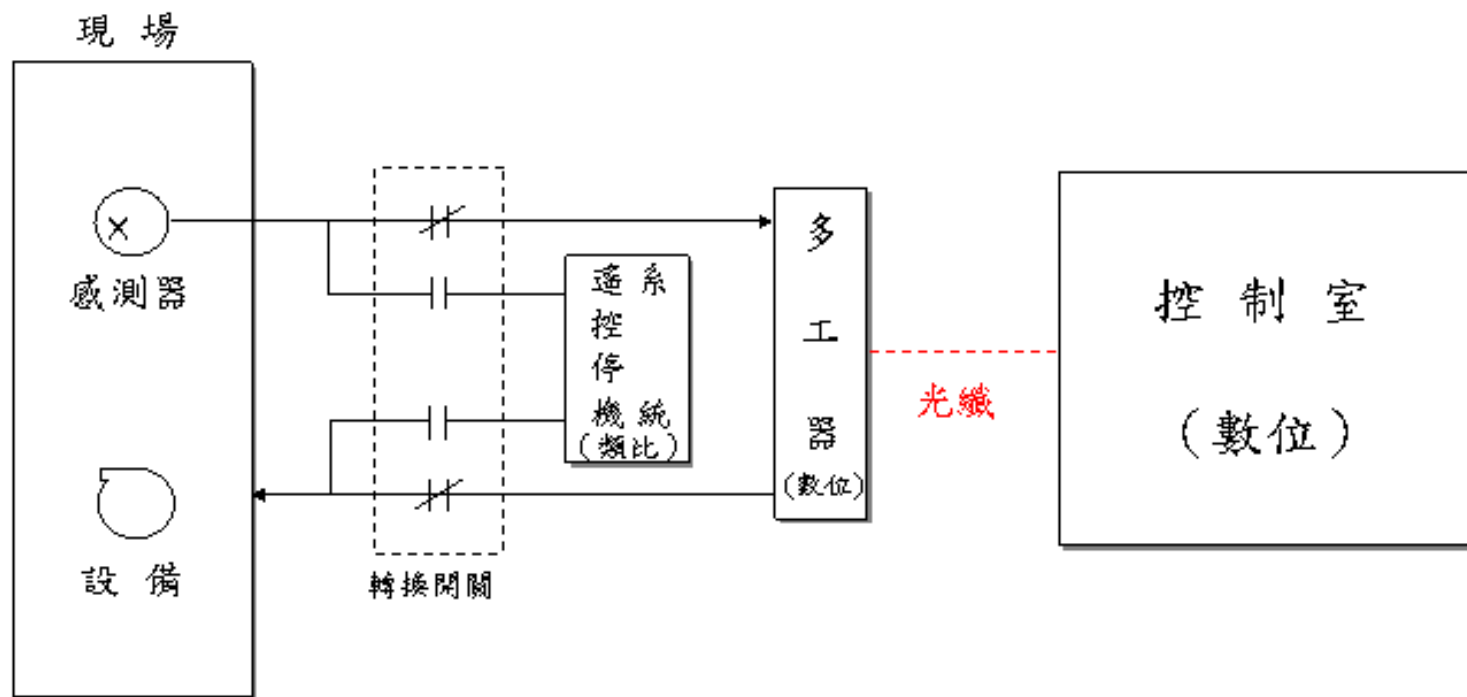 現場
感測器
設備
轉換開關
遙系
控
停
機統
(類比)
多
工
器
(數位)
光纖
控制室
(數位)